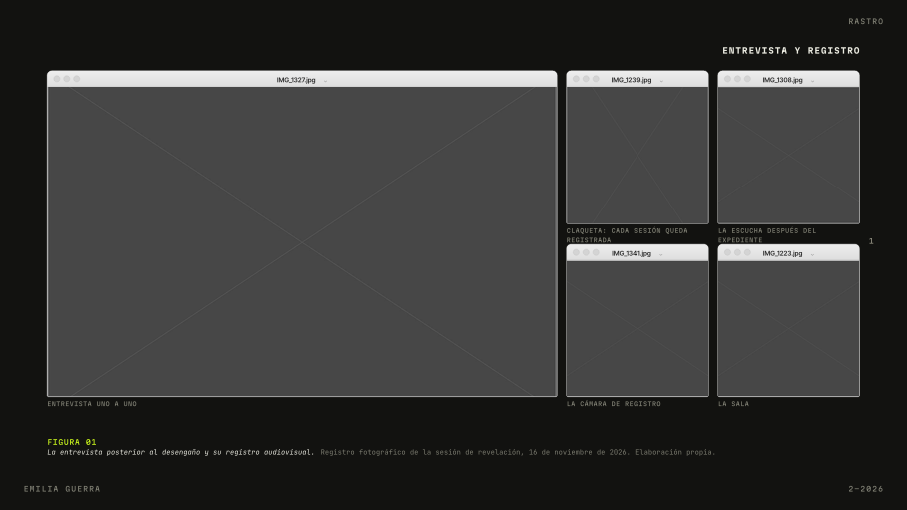 RASTRO
ENTREVISTA Y REGISTRO
IMG_1327.jpg
IMG_1239.jpg
IMG_1308.jpg
CLAQUETA: CADA SESIÓN QUEDA
REGISTRADA
LA ESCUCHA DESPUÉS DEL
EXPEDIENTE
1
IMG_1341.jpg
IMG_1223.jpg
ENTREVISTA UNO A UNO
LA CÁMARA DE REGISTRO
LA SALA
FIGURA 01
La entrevista posterior al desengaño y su registro audiovisual. Registro fotográfico de la sesión de revelación, 16 de noviembre de 2026. Elaboración propia.
EMILIA GUERRA
2–2026